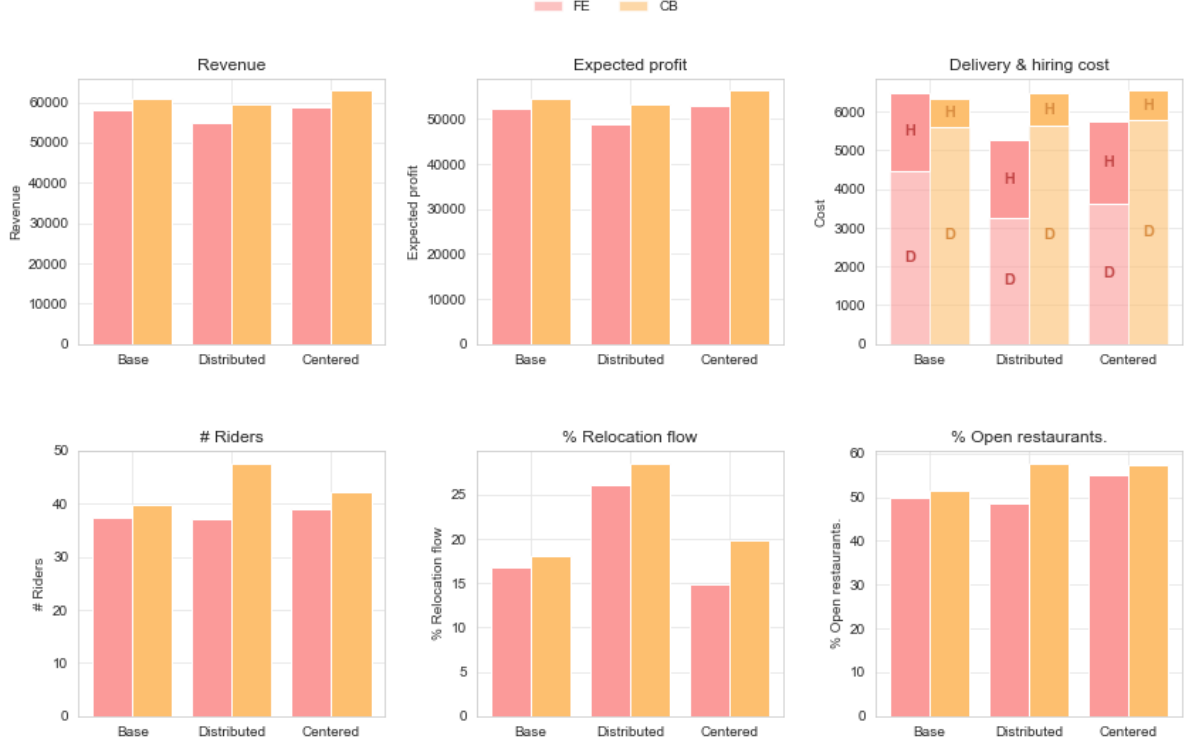 FE CB
Revenue
Expected profit
Delivery & hiring cost
Revenue
60000
50000
40000
30000
20000
10000
0
Base Distributed Centered
Expected profit
50000
40000
30000
20000
10000
0
Base Distributed Centered
Cost
6000
5000
4000
3000
2000
1000
0
H H H H H H
D D D D D D
Base Distributed Centered
# Riders
% Relocation flow
% Open restaurants.
# Riders
50
40
30
20
10
0
Base Distributed Centered
% Relocation flow
25
20
15
10
5
0
Base Distributed Centered
% Open restaurants.
60
50
40
30
20
10
0
Base Distributed Centered